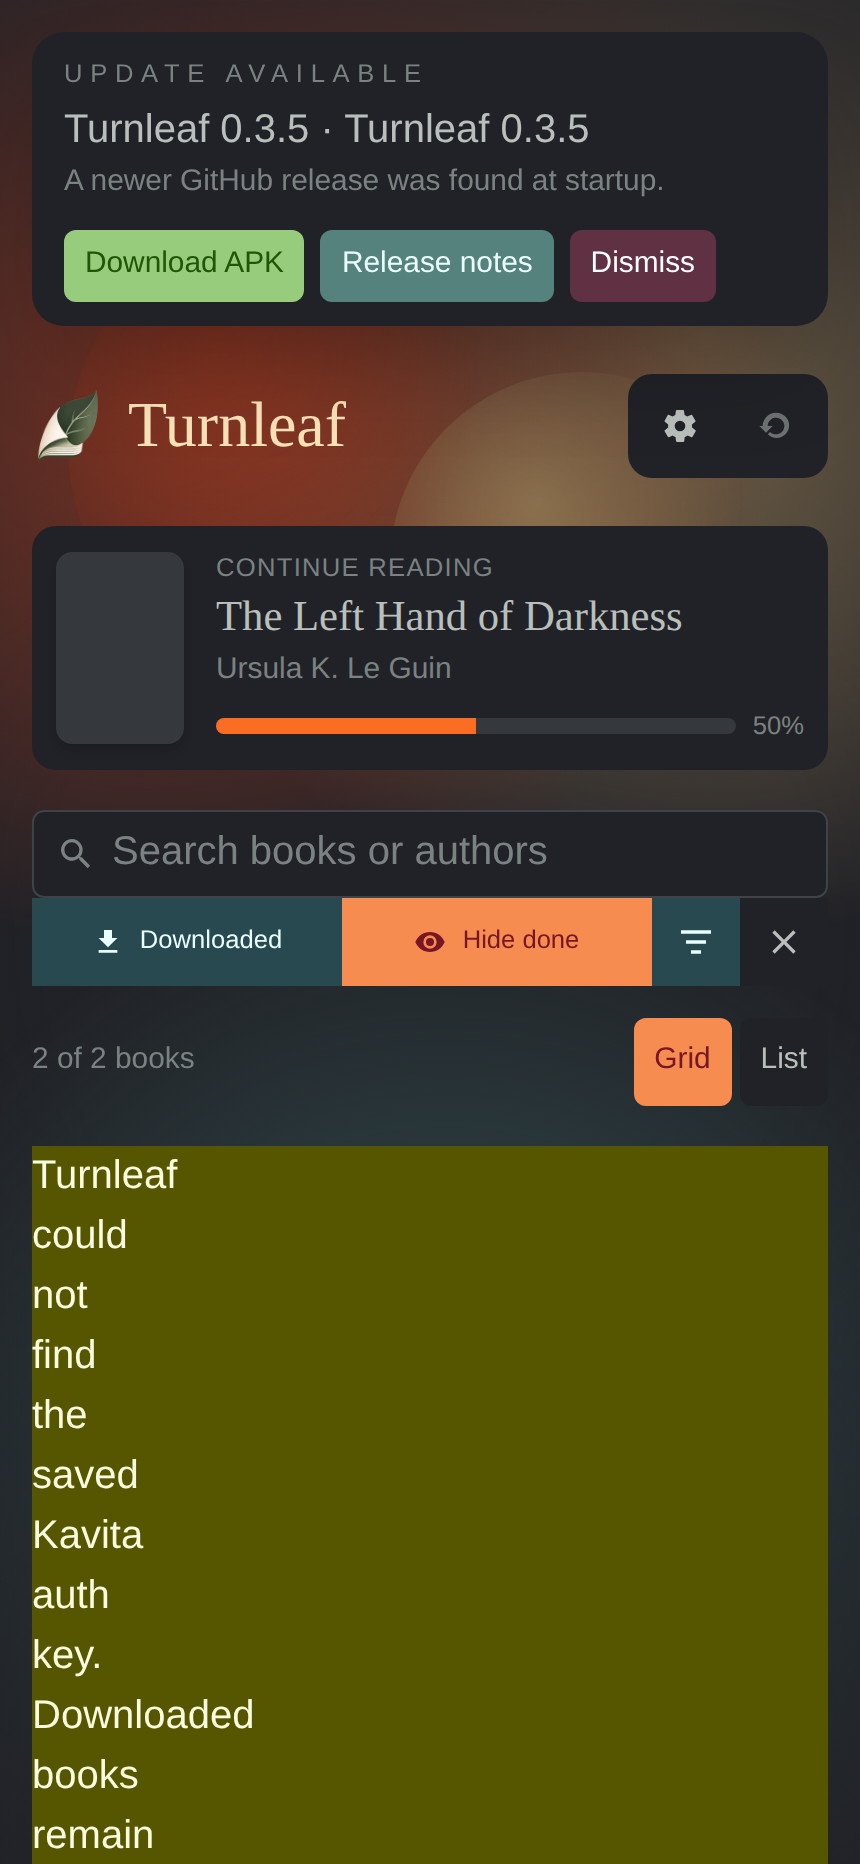 UPDATE AVAILABLE
Turnleaf 0.3.5 · Turnleaf 0.3.5
A newer GitHub release was found at startup.
Download APK
Release notes
Dismiss
Turnleaf
CONTINUE READING
The Left Hand of Darkness
Ursula K. Le Guin
50%
Search books or authors
Downloaded
Hide done
2 of 2 books
Grid
List
Turnleaf
could
not
find
the
saved
Kavita
auth
key.
Downloaded
books
remain